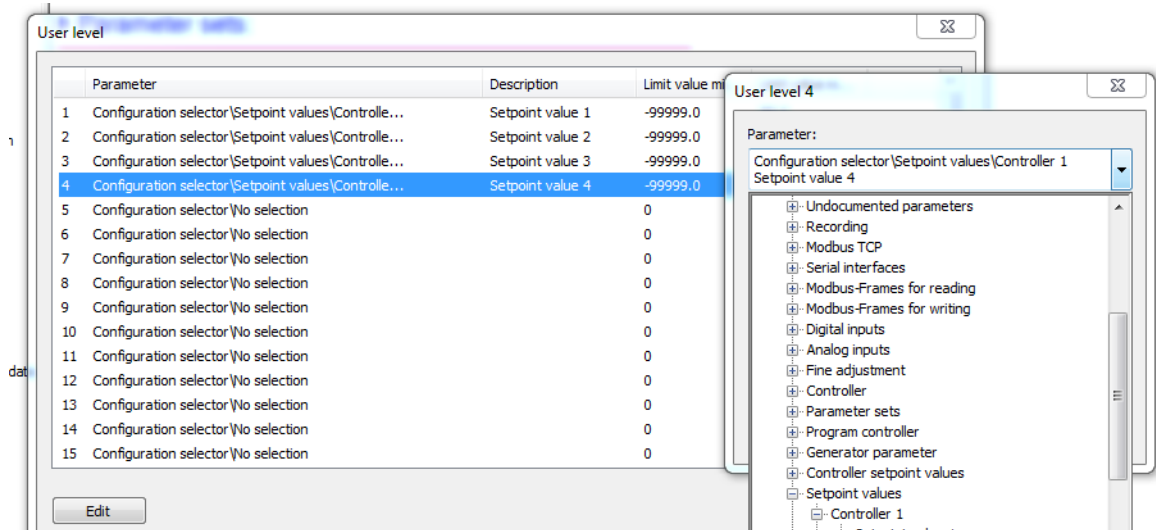 Parameter sets
User level
Parameter Description Limit value mi
1 Configuration selector\Setpoint values\Controlle... Setpoint value 1 -99999.0
2 Configuration selector\Setpoint values\Controlle... Setpoint value 2 -99999.0
3 Configuration selector\Setpoint values\Controlle... Setpoint value 3 -99999.0
4 Configuration selector\Setpoint values\Controlle... Setpoint value 4 -99999.0
5 Configuration selector\No selection 0
6 Configuration selector\No selection 0
7 Configuration selector\No selection 0
8 Configuration selector\No selection 0
9 Configuration selector\No selection 0
10 Configuration selector\No selection 0
11 Configuration selector\No selection 0
12 Configuration selector\No selection 0
13 Configuration selector\No selection 0
14 Configuration selector\No selection 0
15 Configuration selector\No selection 0
Edit
dat
User level 4
Parameter:
Configuration selector\Setpoint values\Controller 1
Setpoint value 4
Undocumented parameters
Recording
Modbus TCP
Serial interfaces
Modbus-Frames for reading
Modbus-Frames for writing
Digital inputs
Analog inputs
Fine adjustment
Controller
Parameter sets
Program controller
Generator parameter
Controller setpoint values
Setpoint values
Controller 1